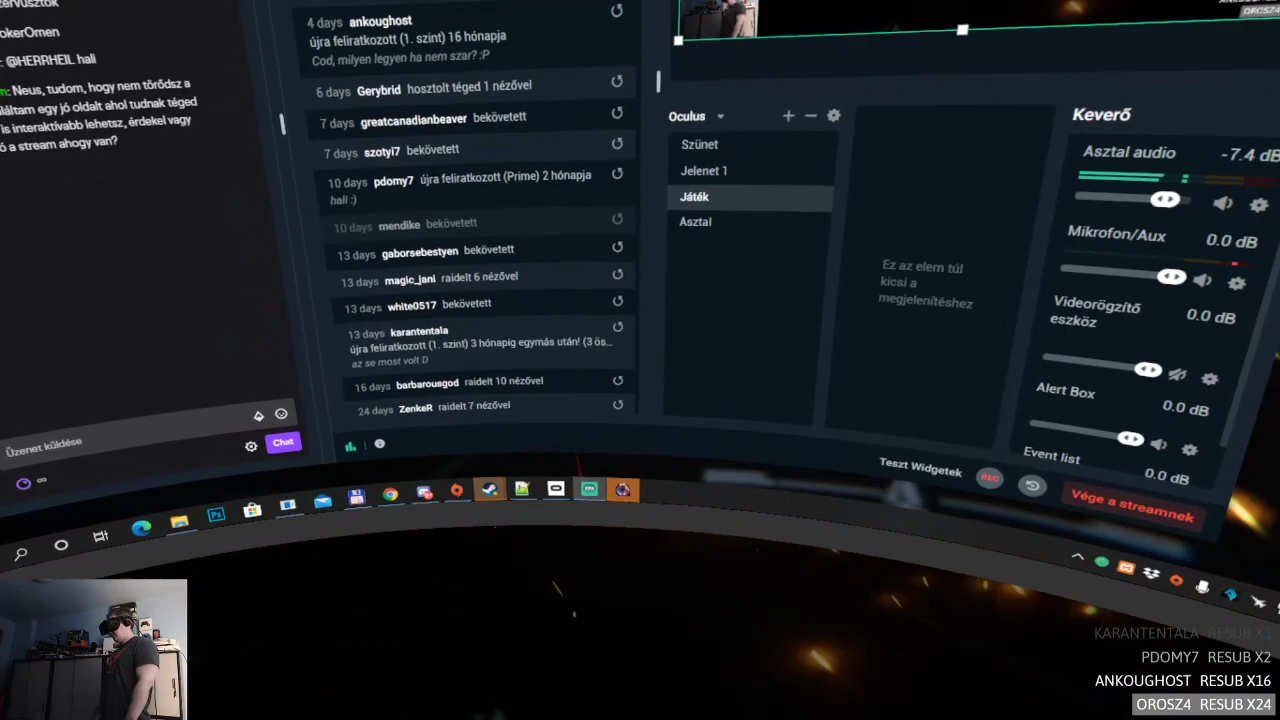 okerOmen
: @HERRHEIL hali
n: Neus, tudom, hogy nem törődsz a
aláltam egy jó oldalt ahol tudnak téged
is interaktívabb lehetsz, érdekel vagy
ó a stream ahogy van?
Üzenet küldése
Chat
4 days ankoughost
újra feliratkozott (1. szint) 16 hónapja
Cod, milyen legyen ha nem szar? :P
6 days Gerybrid hosztolt téged 1 nézővel
7 days greatcanadianbeaver bekövetett
7 days szotyi7 bekövetett
10 days pdomy7 újra feliratkozott (Prime) 2 hónapja
hali :)
10 days mendike bekövetett
13 days gaborsebestyen bekövetett
13 days magic_jani raidelt 6 nézővel
13 days white0517 bekövetett
13 days karantentala
újra feliratkozott (1. szint) 3 hónapig egymás után! (3 ös...
az se most volt D
16 days barbarousgod raidelt 10 nézővel
24 days ZenkeR raidelt 7 nézővel
Oculus
Szünet
Jelenet 1
Játék
Asztal
Ez az elem túl
kicsi a
megjelenítéshez
Keverő
Asztal audio -7.4 dB
Mikrofon/Aux 0.0 dB
Videorögzítő
eszköz 0.0 dB
Alert Box 0.0 dB
Event list 0.0 dB
Teszt Widgetek REC Vége a streamnek
KARANTENTALA RESUB X3
PDOMY7 RESUB X2
ANKOUGHOST RESUB X16
OROSZ4 RESUB X24